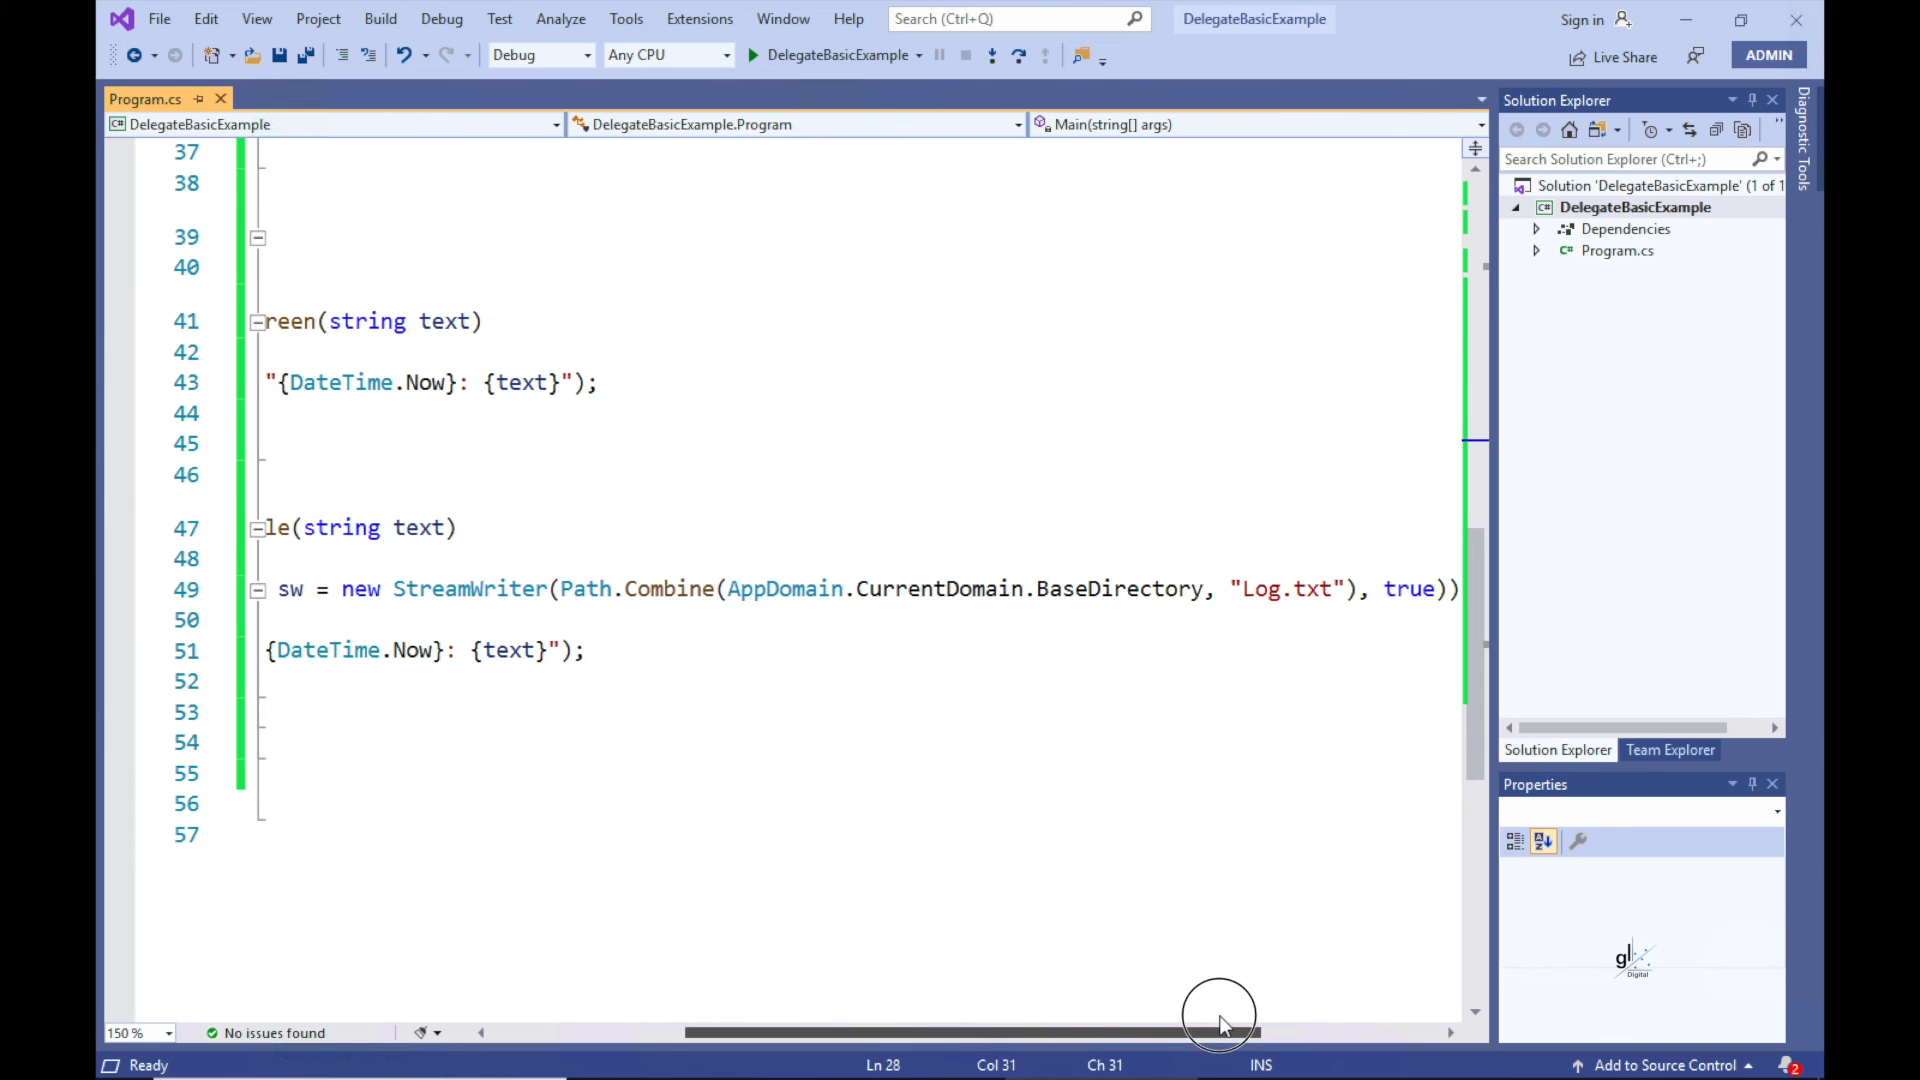 File Edit View Project Build Debug Test Analyze Tools Extensions Window Help Search (Ctrl+Q) DelegateBasicExample Sign in
Debug Any CPU DelegateBasicExample Live Share ADMIN
Program.cs
DelegateBasicExample DelegateBasicExample.Program Main(string[] args)
37
38
39
40
41 reen(string text)
42
43 "{DateTime.Now}: {text}");
44
45
46
47 le(string text)
48
49 sw = new StreamWriter(Path.Combine(AppDomain.CurrentDomain.BaseDirectory, "Log.txt"), true))
50
51 {DateTime.Now}: {text}");
52
53
54
55
56
57
150 % No issues found
Ready Ln 28 Col 31 Ch 31 INS Add to Source Control 2
Solution Explorer
Search Solution Explorer (Ctrl+;)
Solution 'DelegateBasicExample' (1 of 1
C# DelegateBasicExample
Dependencies
C# Program.cs
Solution Explorer Team Explorer
Properties
gl
Digital
Diagnostic Tools